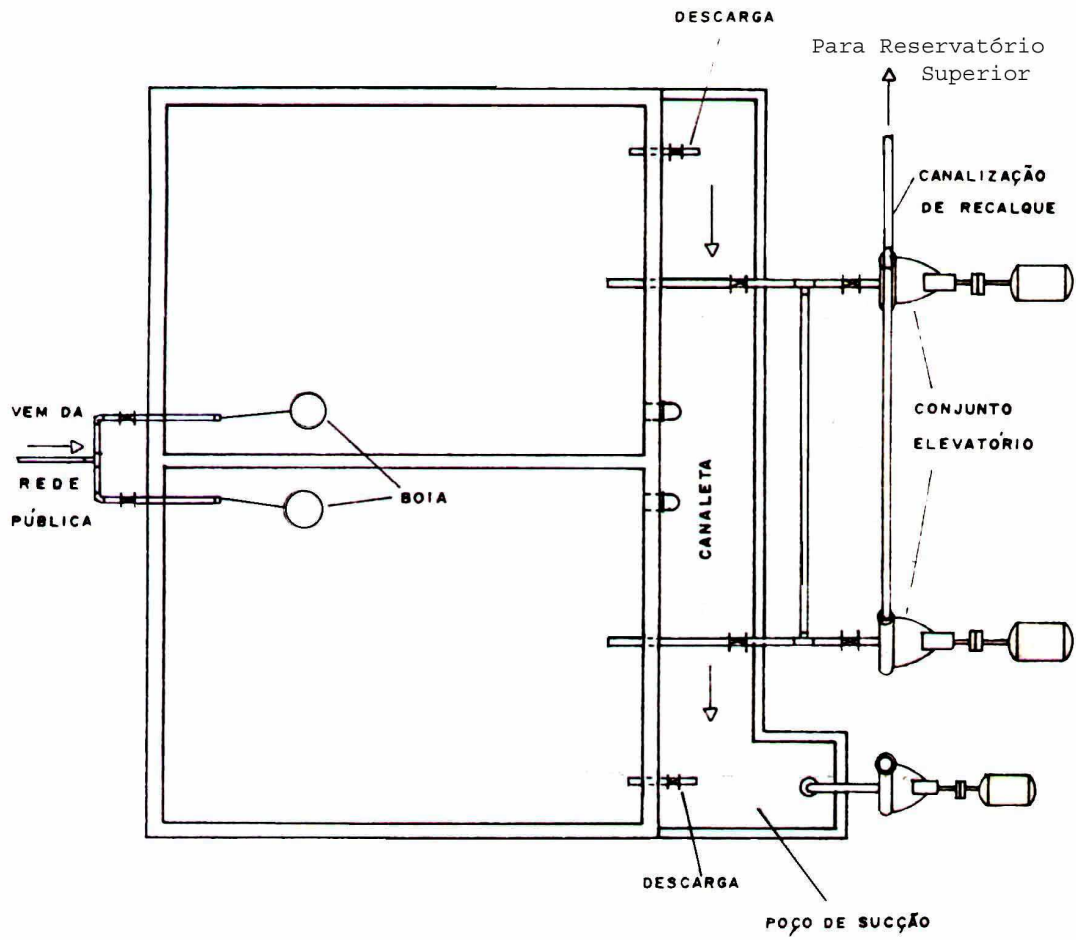 DESCARGA
Para Reservatório
Superior
CANALIZAÇÃO
DE RECALQUE
VEM DA
REDE
PÚBLICA
BOIA
CANALETA
CONJUNTO
ELEVATÓRIO
DESCARGA
POÇO DE SUCÇÃO